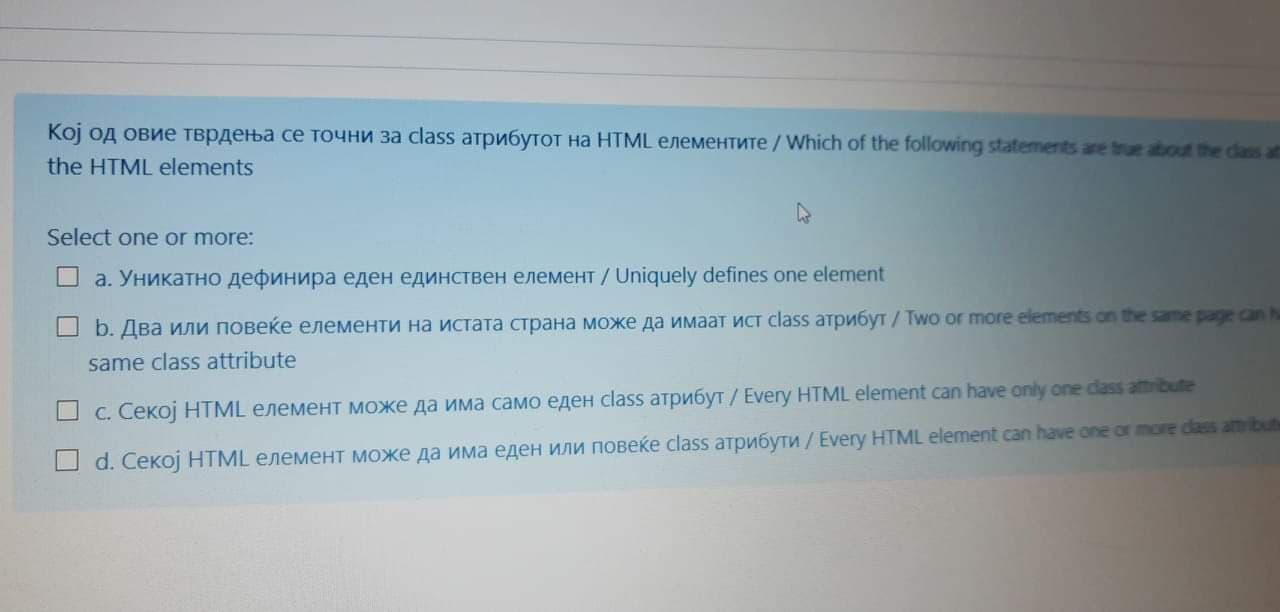 Кој од овие тврдења се точни за class атрибутот на HTML елементите / Which of the following statements are true about the class
the HTML elements
Select one or more:
a. Уникатно дефинира еден единствен елемент / Uniquely defines one element
b. Два или повеќе елементи на истата страна може да имаат ист class атрибут / Two or more elements on the same page can
same class attribute
c. Секој HTML елемент може да има само еден class атрибут / Every HTML element can have only one class attribute
d. Секој HTML елемент може да има еден или повеќе class атрибути / Every HTML element can have one or more class